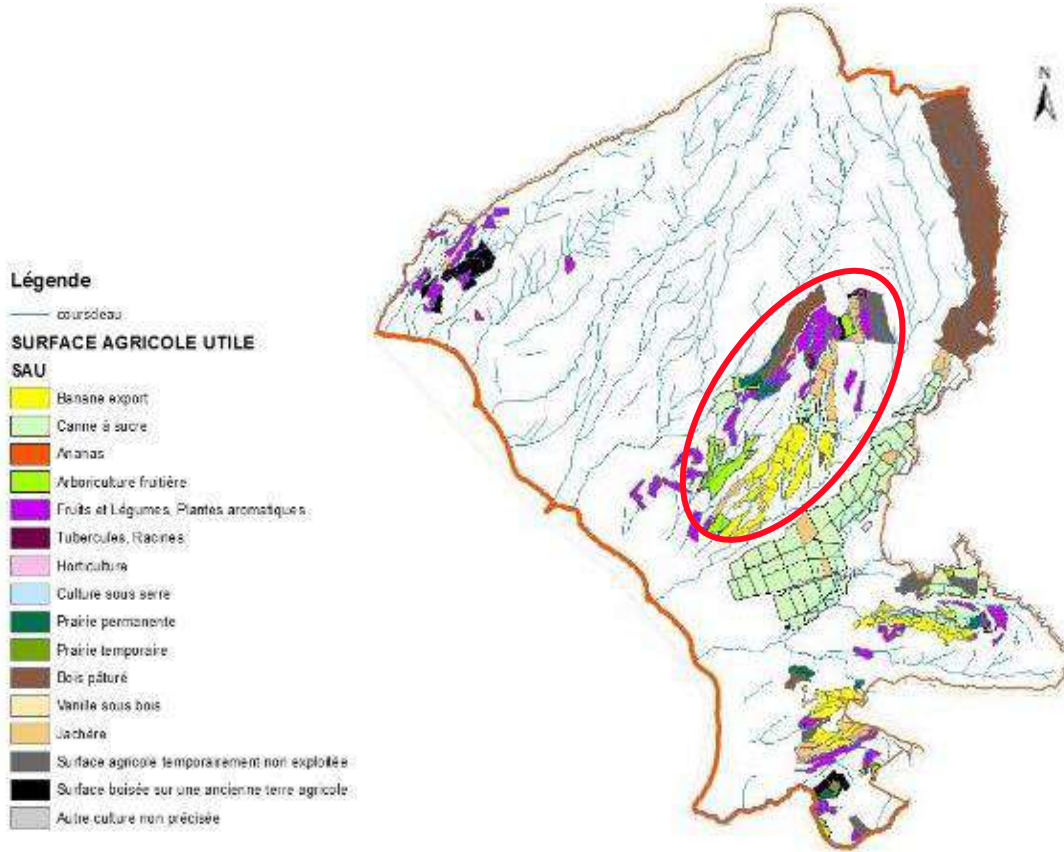 N
Légende
coursdeau
SURFACE AGRICOLE UTILE
SAU
Banane export
Canne à sucre
Ananas
Arboriculture fruitière
Fruits et Légumes, Plantes aromatiques
Tubercules, Racines
Horticulture
Culture sous serre
Prairie permanente
Prairie temporaire
Bois pâturé
Vanille sous bois
Jachère
Surface agricole temporairement non exploitée
Surface boisée sur une ancienne terre agricole
Autre culture non précisée